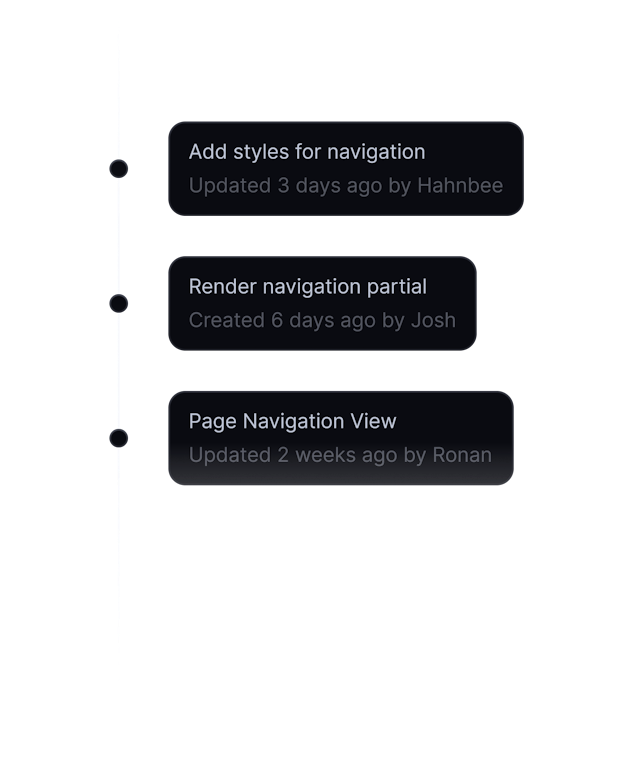 Add styles for navigation
Updated 3 days ago by Hahnbee
Render navigation partial
Created 6 days ago by Josh
Page Navigation View
Updated 2 weeks ago by Ronan